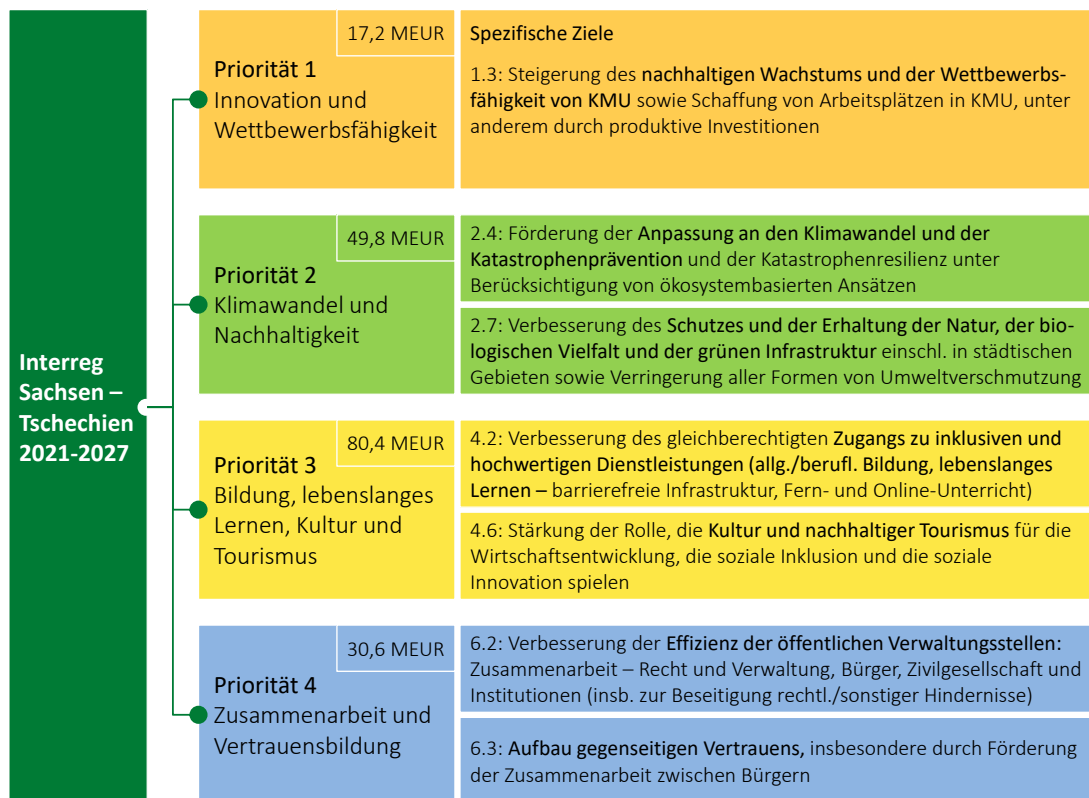 Interreg
Sachsen –
Tschechien
2021-2027
17,2 MEUR
Priorität 1
Innovation und
Wettbewerbsfähigkeit
Spezifische Ziele
1.3: Steigerung des nachhaltigen Wachstums und der Wettbewerbs-
fähigkeit von KMU sowie Schaffung von Arbeitsplätzen in KMU, unter
anderem durch produktive Investitionen
49,8 MEUR
Priorität 2
Klimawandel und
Nachhaltigkeit
2.4: Förderung der Anpassung an den Klimawandel und der
Katastrophenprävention und der Katastrophenresilienz unter
Berücksichtigung von ökosystembasierten Ansätzen
2.7: Verbesserung des Schutzes und der Erhaltung der Natur, der bio-
logischen Vielfalt und der grünen Infrastruktur einschl. in städtischen
Gebieten sowie Verringerung aller Formen von Umweltverschmutzung
80,4 MEUR
Priorität 3
Bildung, lebenslanges
Lernen, Kultur und
Tourismus
4.2: Verbesserung des gleichberechtigten Zugangs zu inklusiven und
hochwertigen Dienstleistungen (allg./berufl. Bildung, lebenslanges
Lernen – barrierefreie Infrastruktur, Fern- und Online-Unterricht)
4.6: Stärkung der Rolle, die Kultur und nachhaltiger Tourismus für die
Wirtschaftsentwicklung, die soziale Inklusion und die soziale
Innovation spielen
30,6 MEUR
Priorität 4
Zusammenarbeit und
Vertrauensbildung
6.2: Verbesserung der Effizienz der öffentlichen Verwaltungsstellen:
Zusammenarbeit – Recht und Verwaltung, Bürger, Zivilgesellschaft und
Institutionen (insb. zur Beseitigung rechtl./sonstiger Hindernisse)
6.3: Aufbau gegenseitigen Vertrauens, insbesondere durch Förderung
der Zusammenarbeit zwischen Bürgern